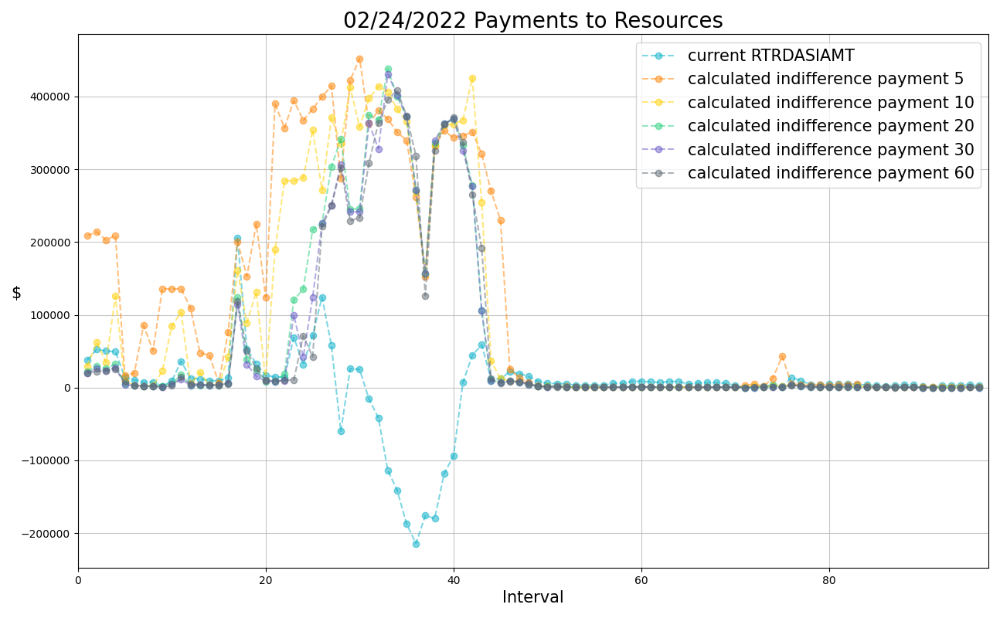 02/24/2022 Payments to Resources
current RTRDASIAMT
calculated indifference payment 5
calculated indifference payment 10
calculated indifference payment 20
calculated indifference payment 30
calculated indifference payment 60
400000
300000
200000
100000
0
−100000
−200000
$
0 20 40 60 80
Interval